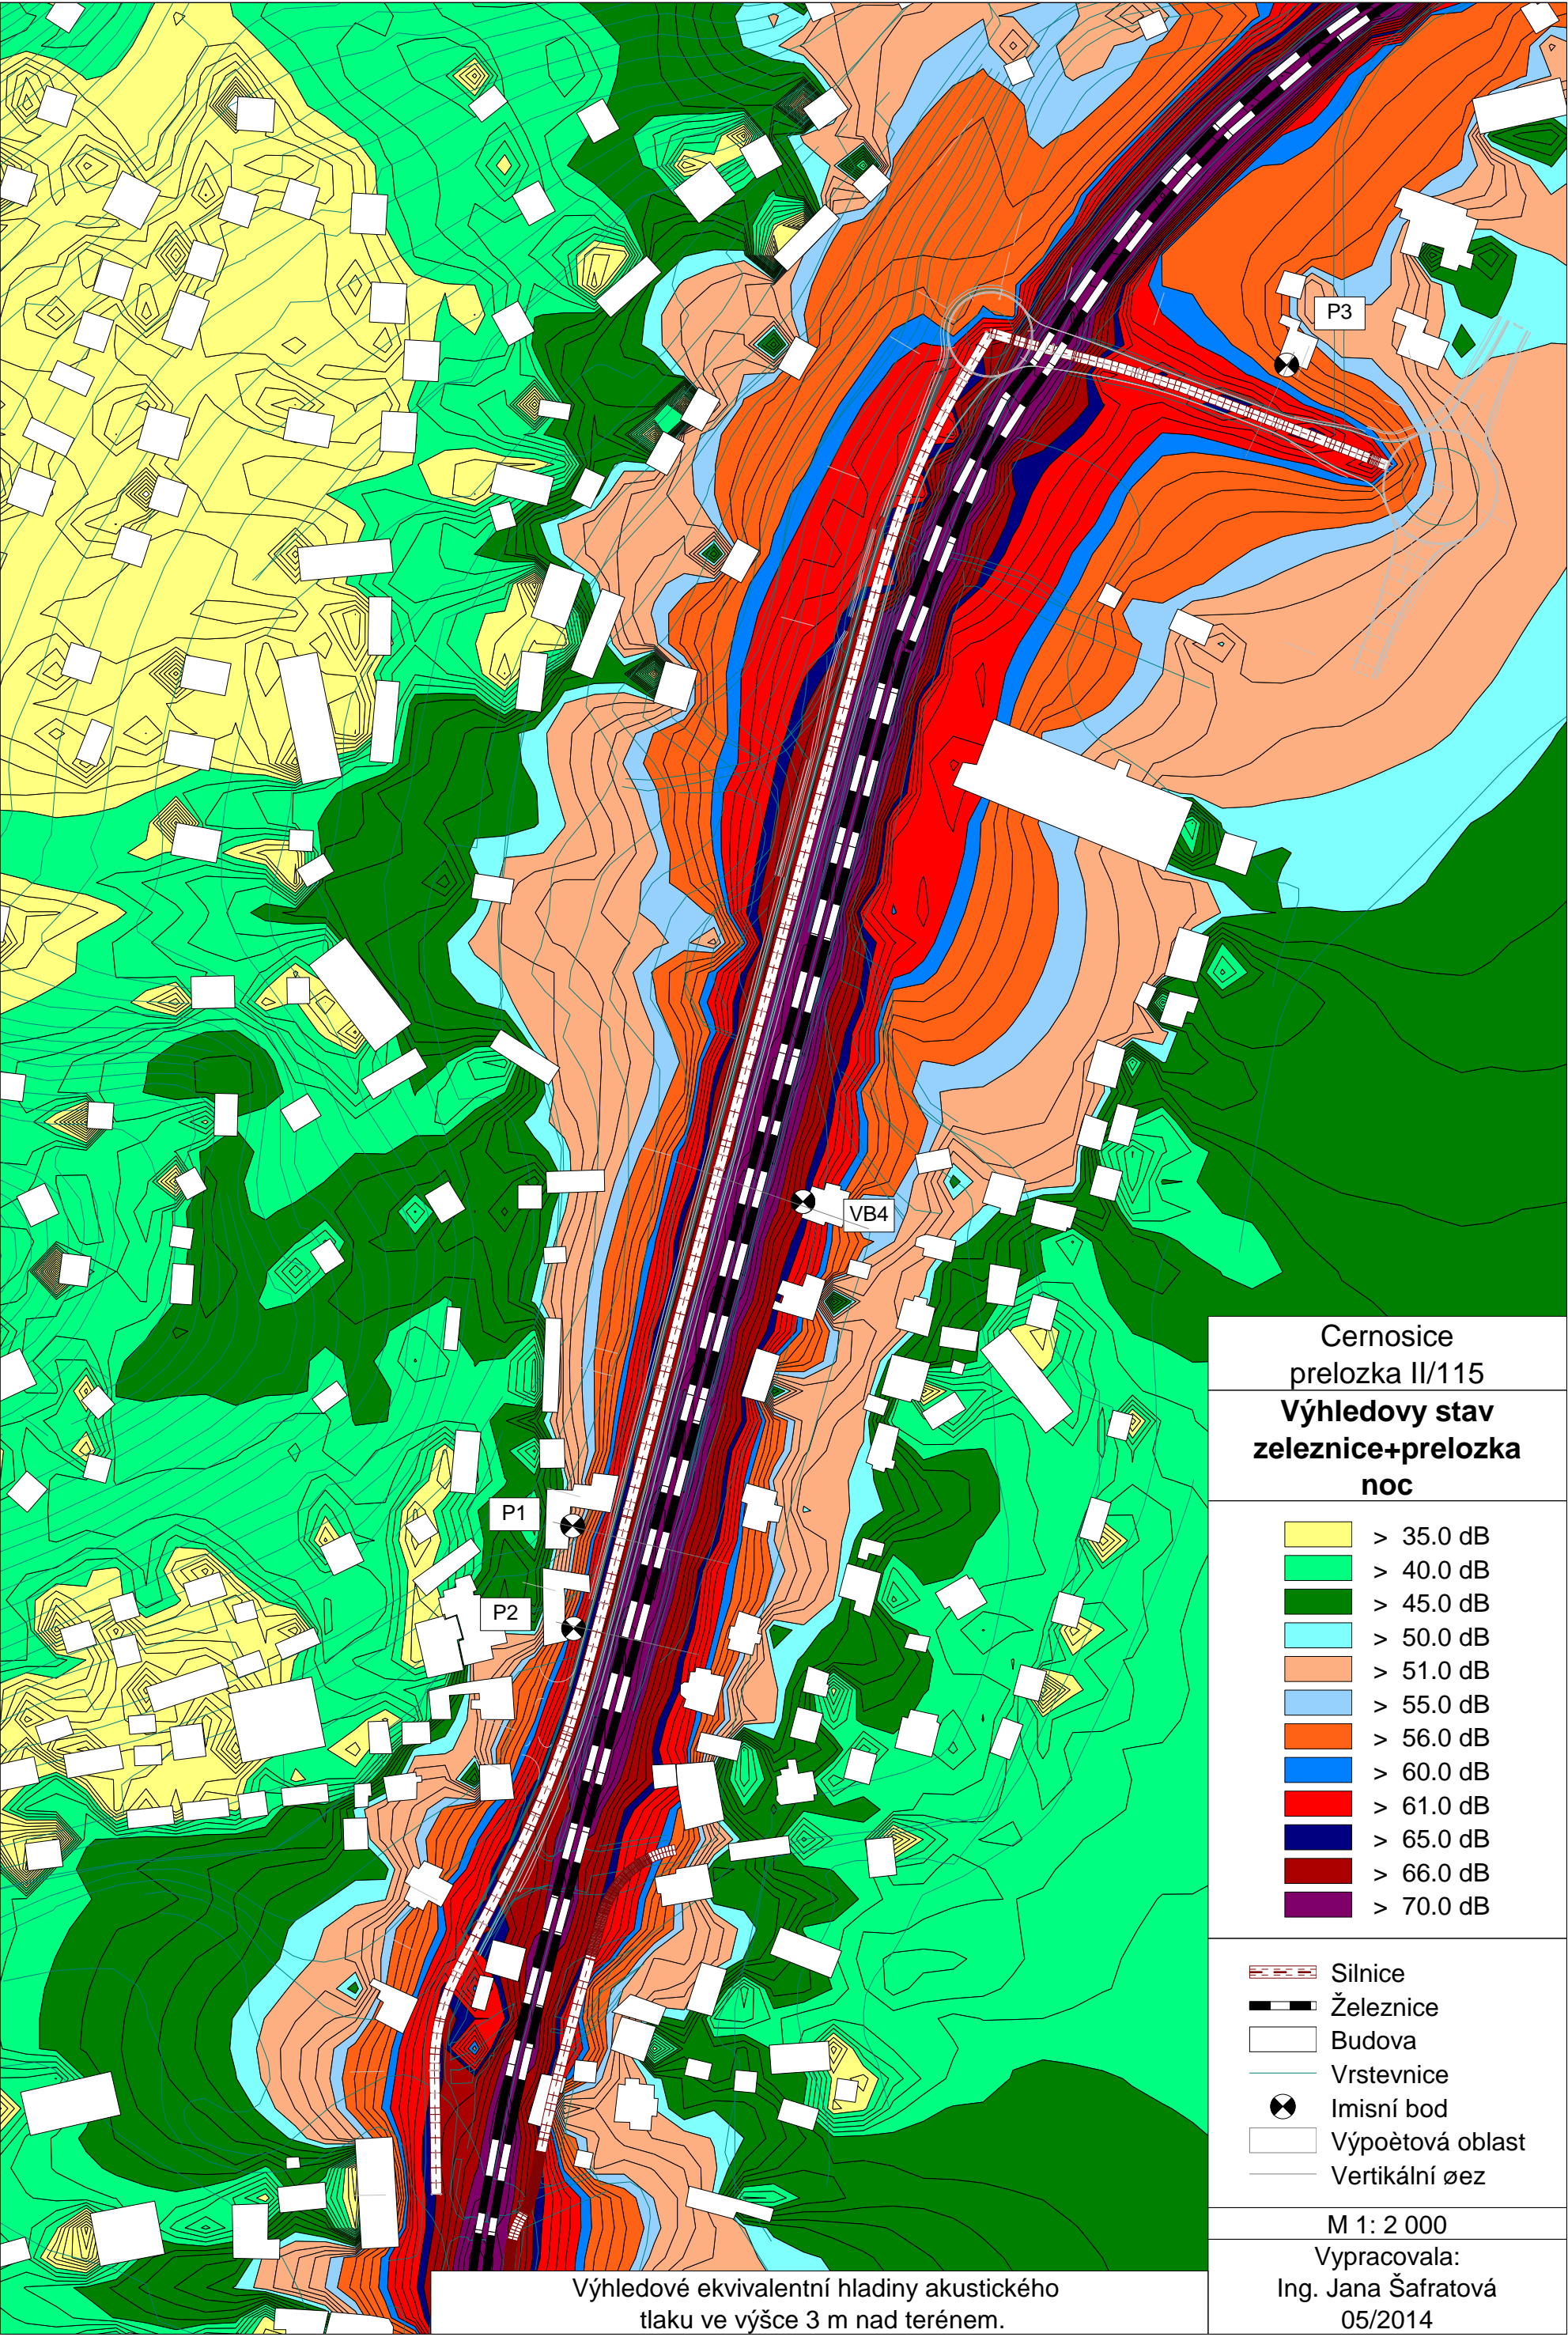 P3
VB4
P1
P2
Cernosice
prelozka II/115
Výhledovy stav
zeleznice+prelozka
noc
> 35.0 dB
> 40.0 dB
> 45.0 dB
> 50.0 dB
> 51.0 dB
> 55.0 dB
> 56.0 dB
> 60.0 dB
> 61.0 dB
> 65.0 dB
> 66.0 dB
> 70.0 dB
Silnice
Železnice
Budova
Vrstevnice
Imisní bod
Výpoètová oblast
Vertikální øez
M 1: 2 000
Vypracovala:
Ing. Jana Šafratová
05/2014
Výhledové ekvivalentní hladiny akustického
tlaku ve výšce 3 m nad terénem.